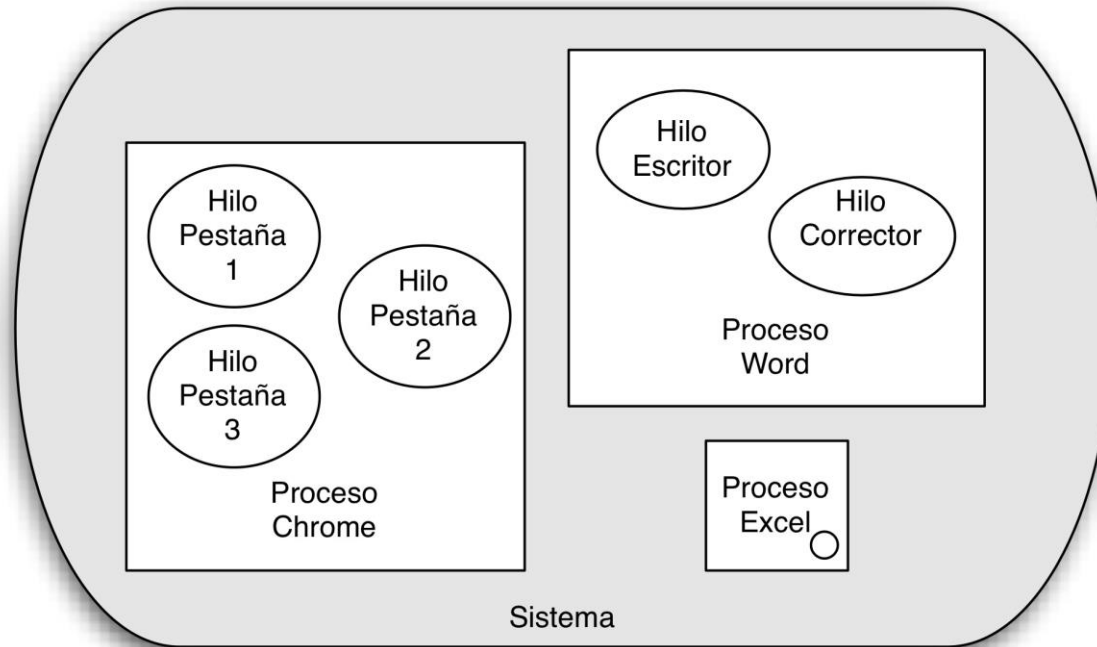 Hilo
Pestaña
1
Hilo
Pestaña
2
Hilo
Pestaña
3
Proceso
Chrome
Hilo
Escritor
Hilo
Corrector
Proceso
Word
Proceso
Excel
Sistema